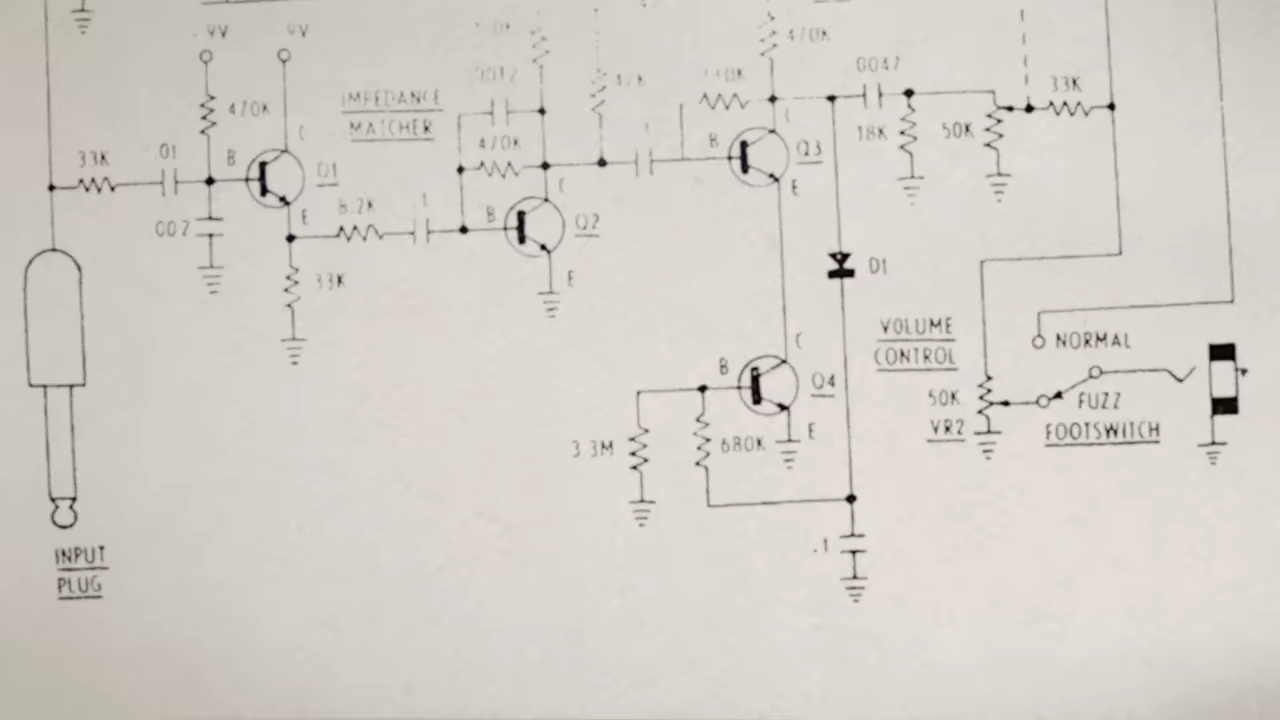 9V
9V
470K
470K
0047
33K
IMPEDANCE
MATCHER
470K
18K
50K
33K
.01
B
C
Q1
B
C
Q3
E
002
E
8.2K
.1
B
C
Q2
E
33K
E
D1
VOLUME
CONTROL
NORMAL
B
C
Q4
E
50K
VR2
FUZZ
FOOTSWITCH
3.3M
680K
.1
INPUT
PLUG